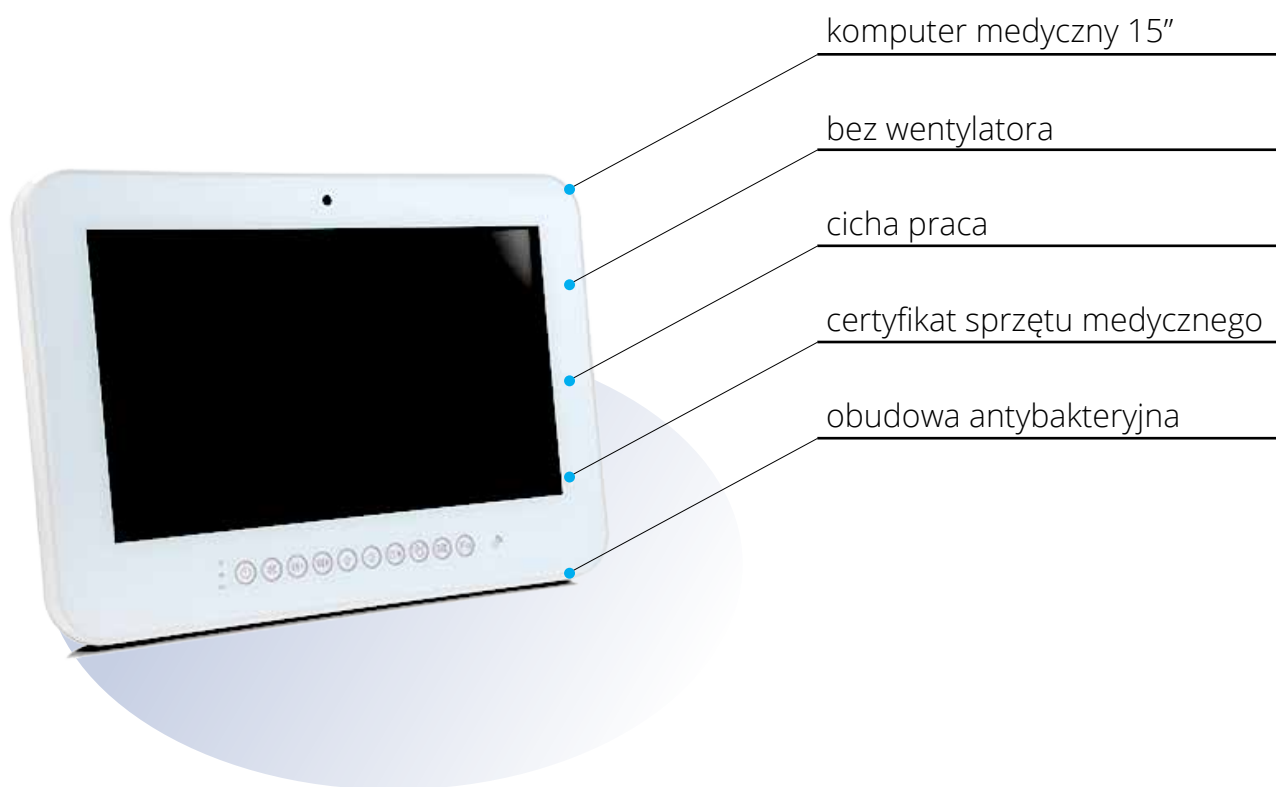 komputer medyczny 15”
bez wentylatora
cicha praca
certyfikat sprzętu medycznego
obudowa antybakteryjna